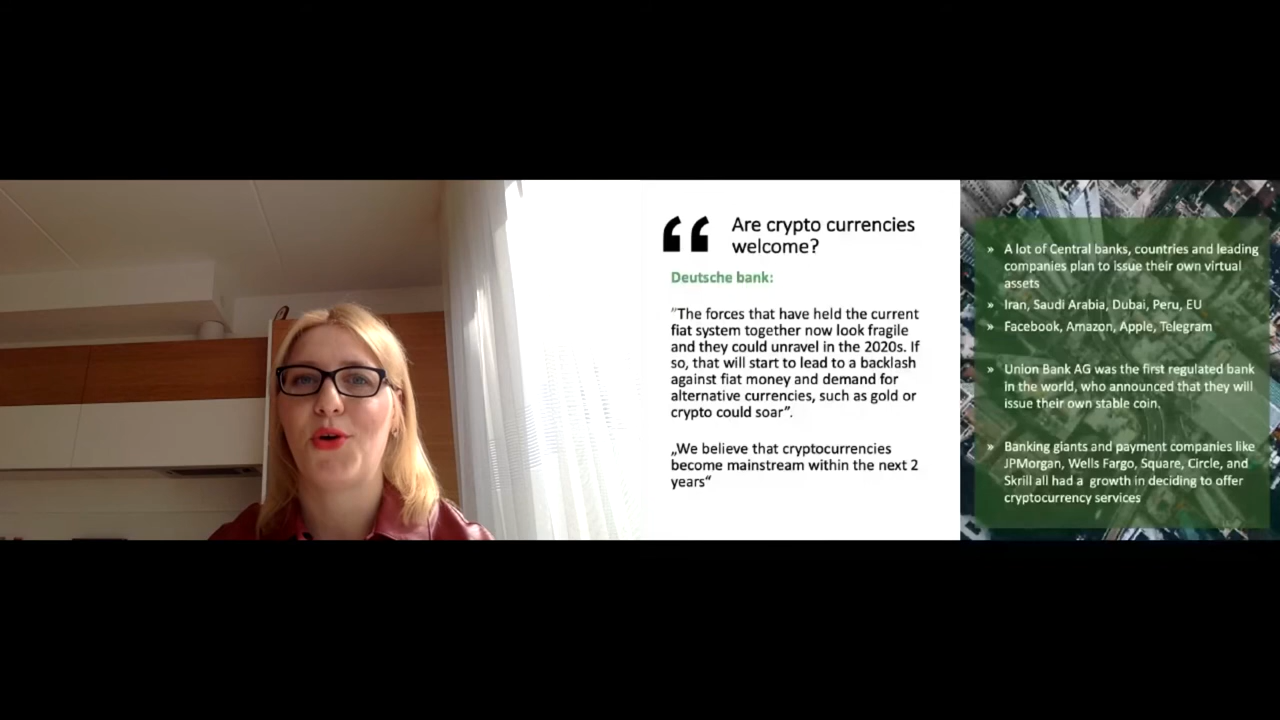 Are crypto currencies
welcome?
Deutsche bank:
"The forces that have held the current
fiat system together now look fragile
and they could unravel in the 2020s. If
so, that will start to lead to a backlash
against fiat money and demand for
alternative currencies, such as gold or
crypto could soar”.
„We believe that cryptocurrencies
become mainstream within the next 2
years“
» A lot of Central banks, countries and leading
companies plan to issue their own virtual
assets
» Iran, Saudi Arabia, Dubai, Peru, EU
» Facebook, Amazon, Apple, Telegram
» Union Bank AG was the first regulated bank
in the world, who announced that they will
issue their own stable coin.
» Banking giants and payment companies like
JPMorgan, Wells Fargo, Square, Circle, and
Skrill all had a growth in deciding to offer
cryptocurrency services